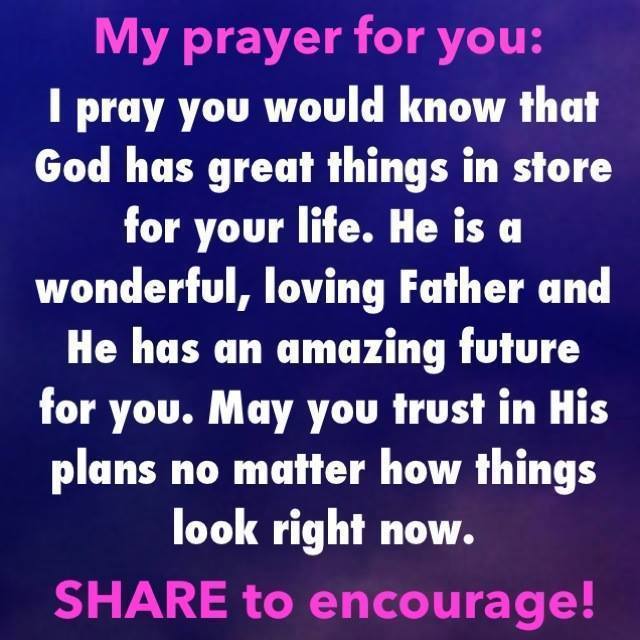 My prayer for you:
I pray you would know that
God has great things in store
for your life. He is a
wonderful, loving Father and
He has an amazing future
for you. May you trust in His
plans no matter how things
look right now.
SHARE to encourage!